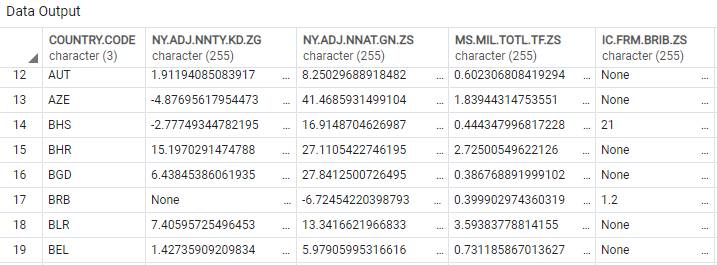 Data Output
COUNTRY.CODE NY.ADJ.NNTY.KD.ZG NY.ADJ.NNAT.GN.ZS MS.MIL.TOTL.TF.ZS IC.FRM.BRIB.ZS
character (3) character (255) character (255) character (255) character (255)
12 AUT 1.91194085083917 ... 8.25029688918482 ... 0.602306808419294 ... None ...
13 AZE -4.87695617954473 ... 41.4685931499104 ... 1.83944314753551 ... None ...
14 BHS -2.77749344782195 ... 16.9148704626987 ... 0.444347996817228 ... 21 ...
15 BHR 15.1970291474788 ... 27.1105422746195 ... 2.72500549622126 ... None ...
16 BGD 6.43845386061935 ... 27.8412500726495 ... 0.386768891999102 ... None ...
17 BRB None ... -6.72454220398793 ... 0.399902974360319 ... 1.2 ...
18 BLR 7.40595725496453 ... 13.3416621966833 ... 3.59383778814155 ... None ...
19 BEL 1.42735909209834 ... 5.97905995316616 ... 0.731185867013627 ... None ...